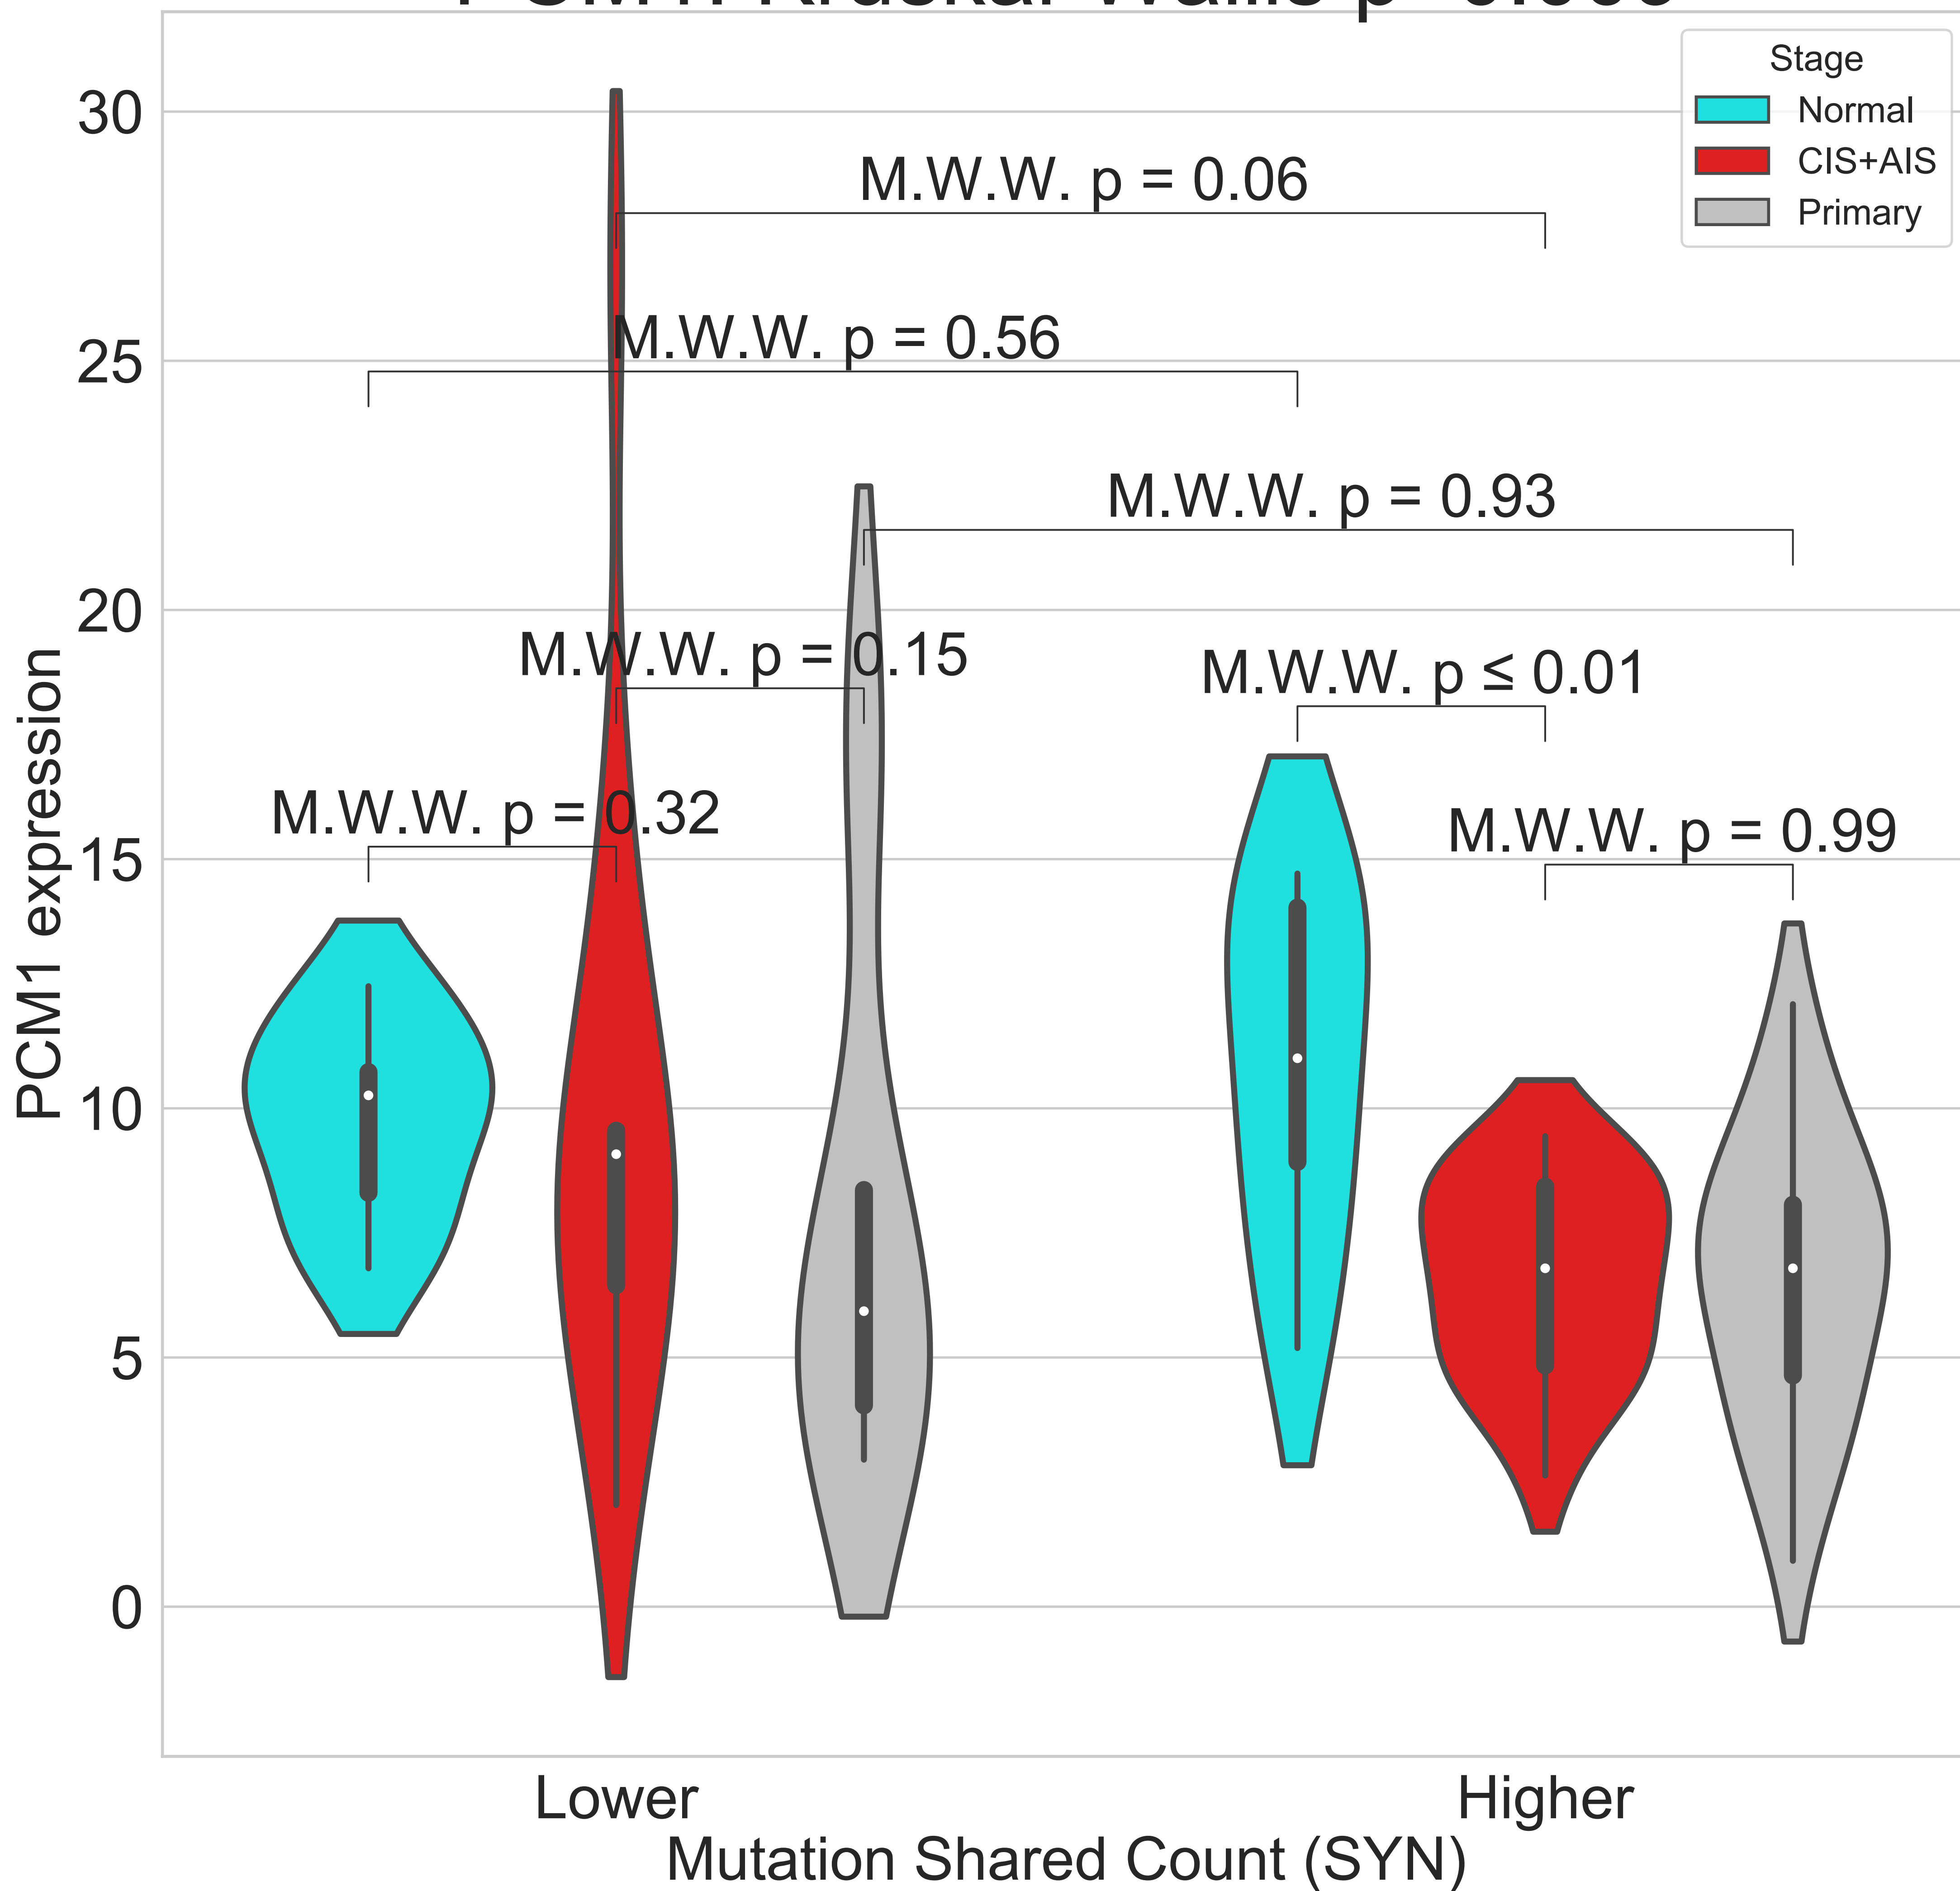 Stage
Normal
CIS+AIS
Primary
30
25
20
15
10
5
0
PCM1 expression
M.W.W. p = 0.06
M.W.W. p = 0.56
M.W.W. p = 0.93
M.W.W. p = 0.15
M.W.W. p ≤ 0.01
M.W.W. p = 0.32
M.W.W. p = 0.99
Lower
Higher
Mutation Shared Count (SYN)